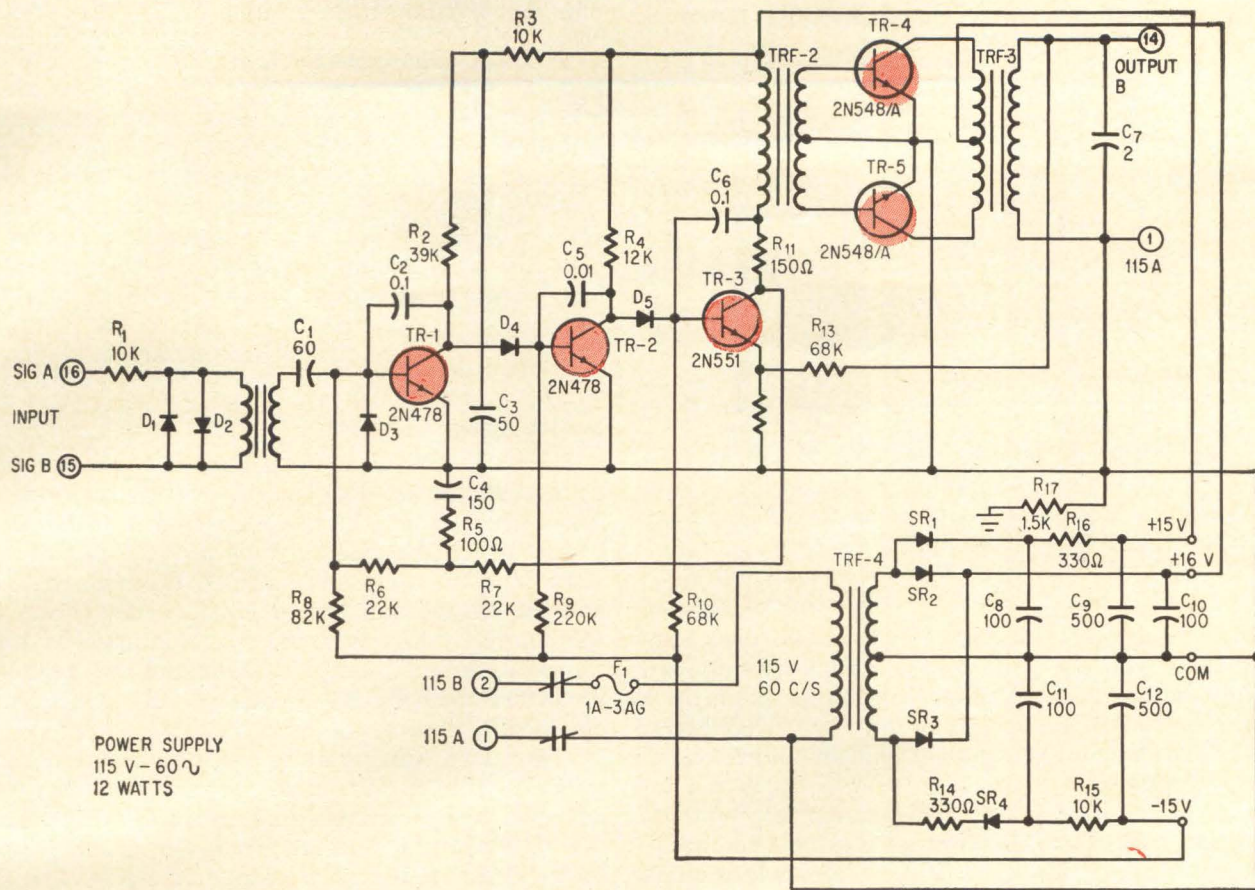 R3
10K
TR-4
TRF-2
TRF-3
14
OUTPUT
B
2N548/A
C7
2
TR-5
C6
0.1
R2
39K
R4
12K
C2
0.1
C5
0.01
2N548/A
R11
150Ω
1
115 A
TR-3
D5
R1
10K
C1
60
TR-1
D4
TR-2
R13
68K
SIG A 16
2N551
INPUT
D1
D2
D3
2N478
2N478
C3
50
SIG B 15
C4
150
R5
100Ω
R17
1.5K
SR1
R16
330Ω
+15V
TRF-4
+16 V
SR2
R8
82K
R6
22K
R7
22K
R9
220K
R10
68K
C8
100
C9
500
C10
100
115 V
60 C/S
COM
115 B 2
F1
1A-3AG
C11
100
C12
500
115 A 1
SR3
POWER SUPPLY
115 V-60∿
12 WATTS
R14
330Ω
SR4
R15
10K
-15V